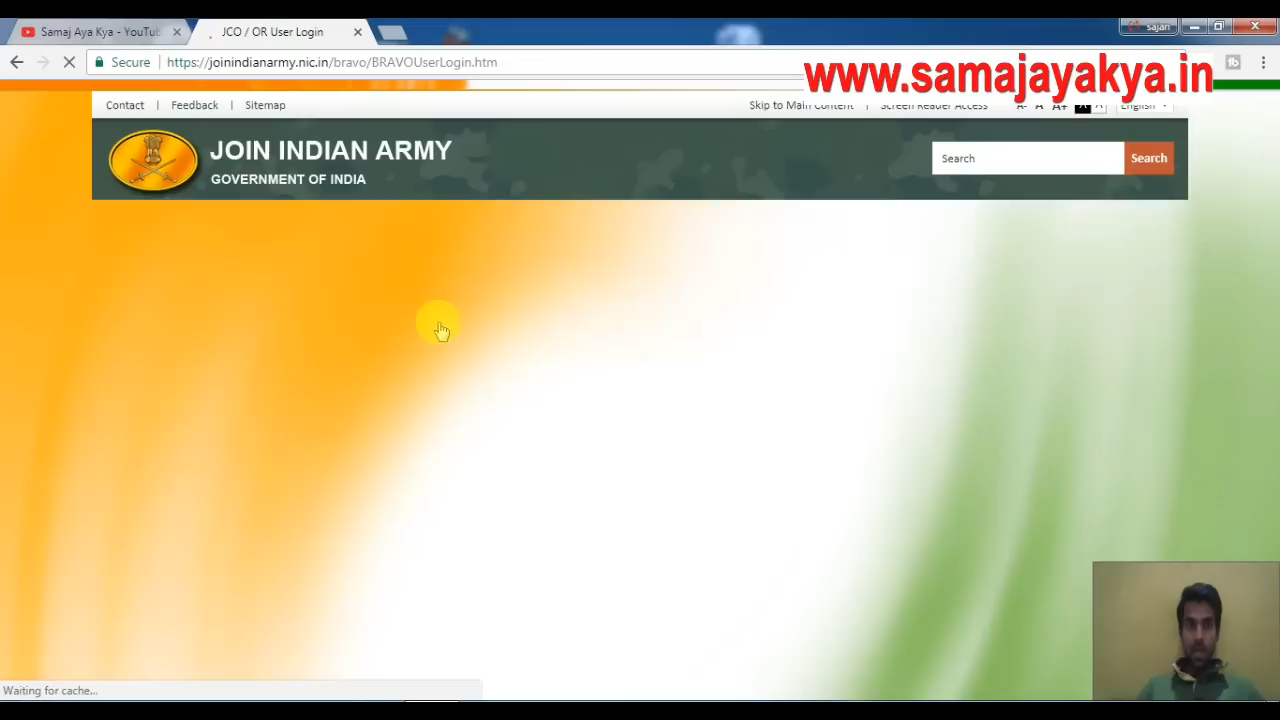 Samaj Aya Kya - YouTu
JCO / OR User Login
sajan
Secure
https://joinindianarmy.nic.in/bravo/BRAVOUserLogin.htm
www.samajayakya.in
Contact
Feedback
Sitemap
Skip to Main Content
Screen Reader Access
A- A A+ A A
English
JOIN INDIAN ARMY
GOVERNMENT OF INDIA
Search
Search
Waiting for cache...